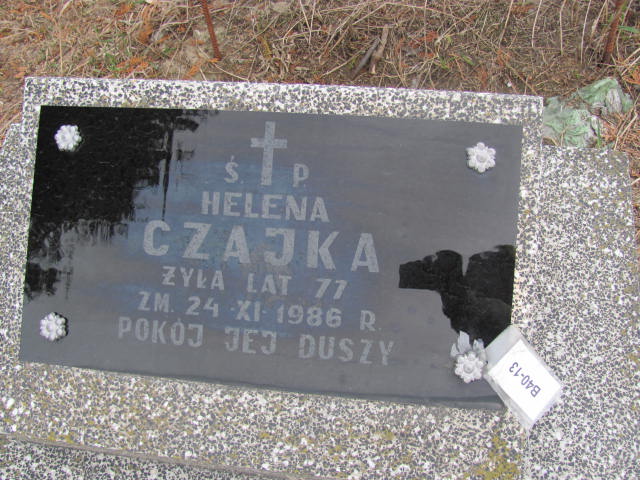 Ś. P.
HELENA
CZAJKA
ŻYŁA LAT 77
ZM. 24-XI-1986 R.
POKÓJ JEJ DUSZY
B40-13